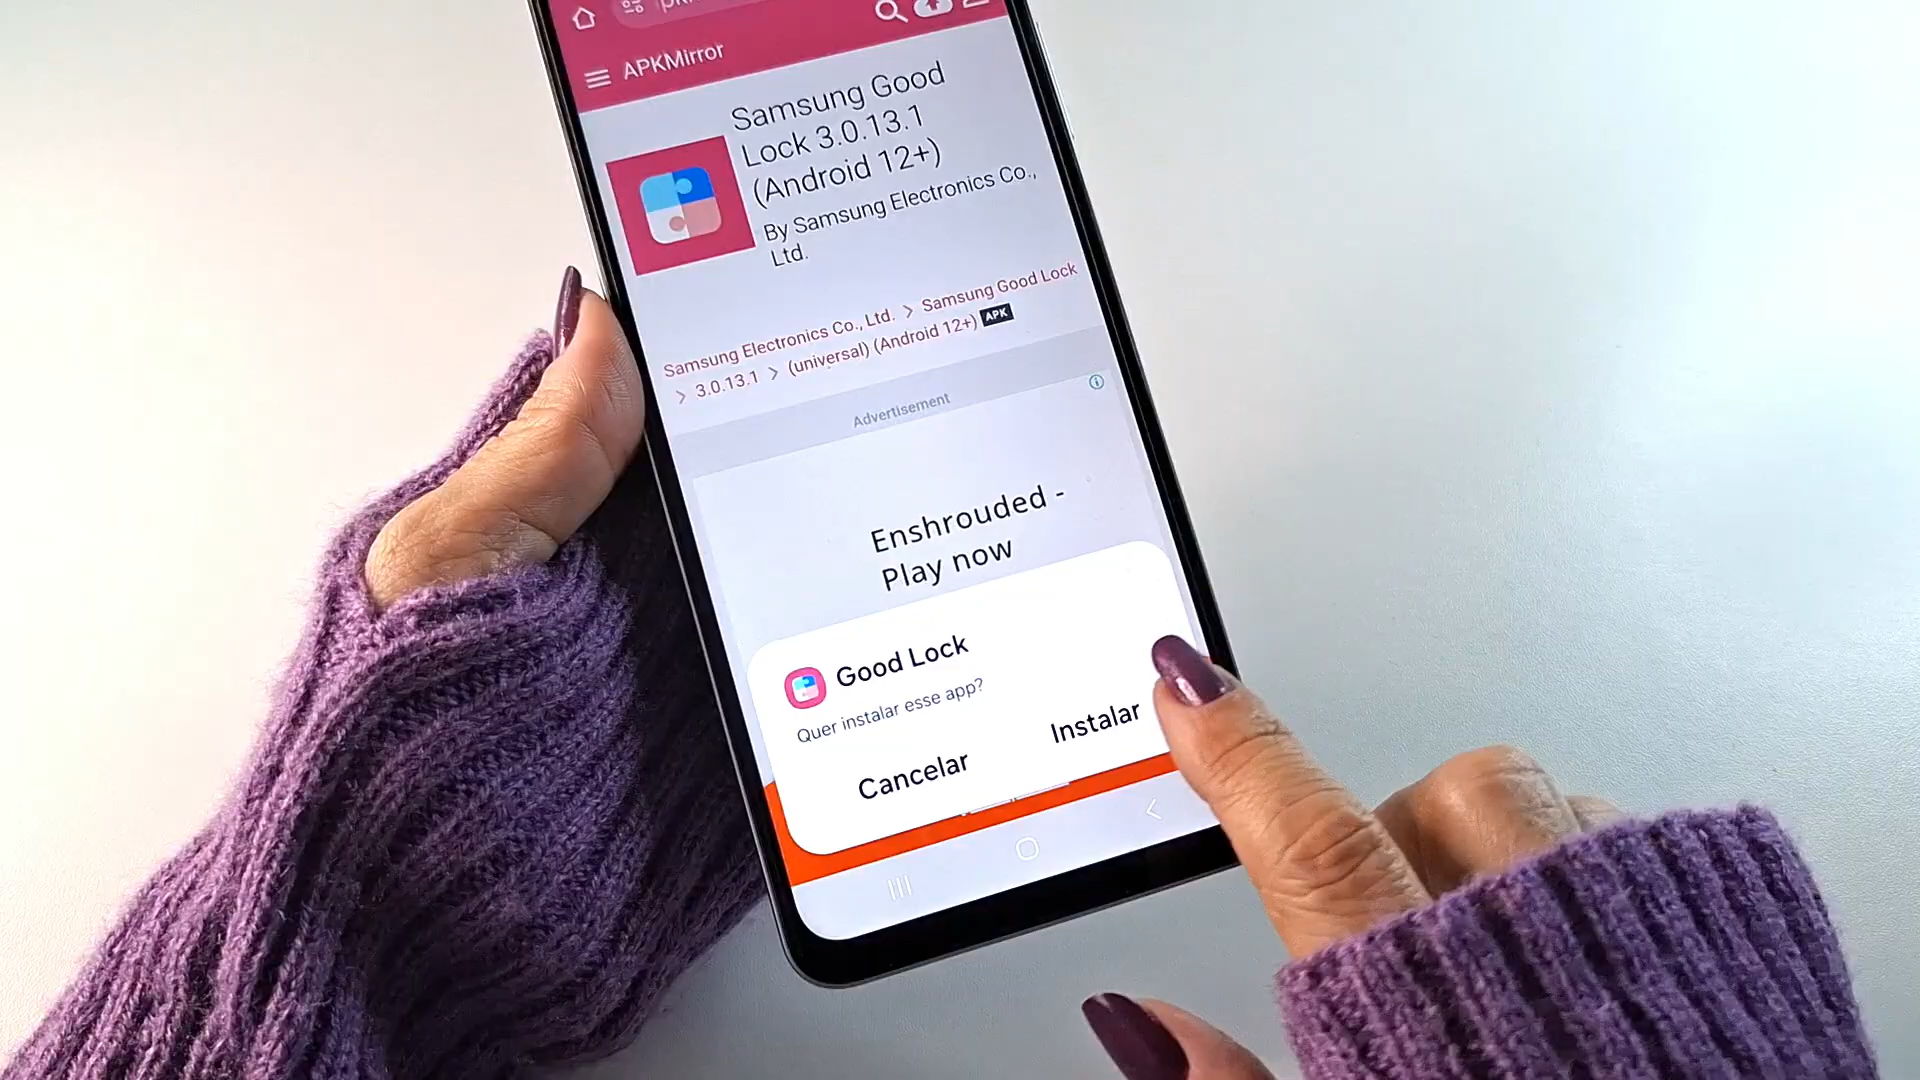 APKMirror
Samsung Good
Lock 3.0.13.1
(Android 12+)
By Samsung Electronics Co.,
Ltd.
Samsung Electronics Co., Ltd. > Samsung Good Lock
> 3.0.13.1 > (universal) (Android 12+) APK
Advertisement
Enshrouded -
Play now
Good Lock
Quer instalar esse app?
Cancelar
Instalar